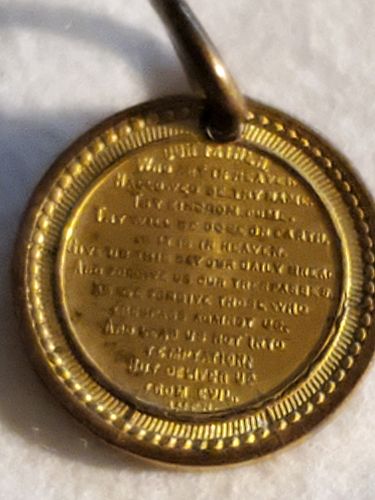 OUR FATHER
WHO ART IN HEAVEN,
HALLOWED BE THY NAME,
THY KINGDOM COME,
THY WILL BE DONE ON EARTH,
AS IT IS IN HEAVEN.
GIVE US THIS DAY OUR DAILY BREAD,
AND FORGIVE US OUR TRESPASSES,
AS WE FORGIVE THOSE WHO
TRESPASS AGAINST US.
AND LEAD US NOT INTO
TEMPTATION,
BUT DELIVER US
FROM EVIL.